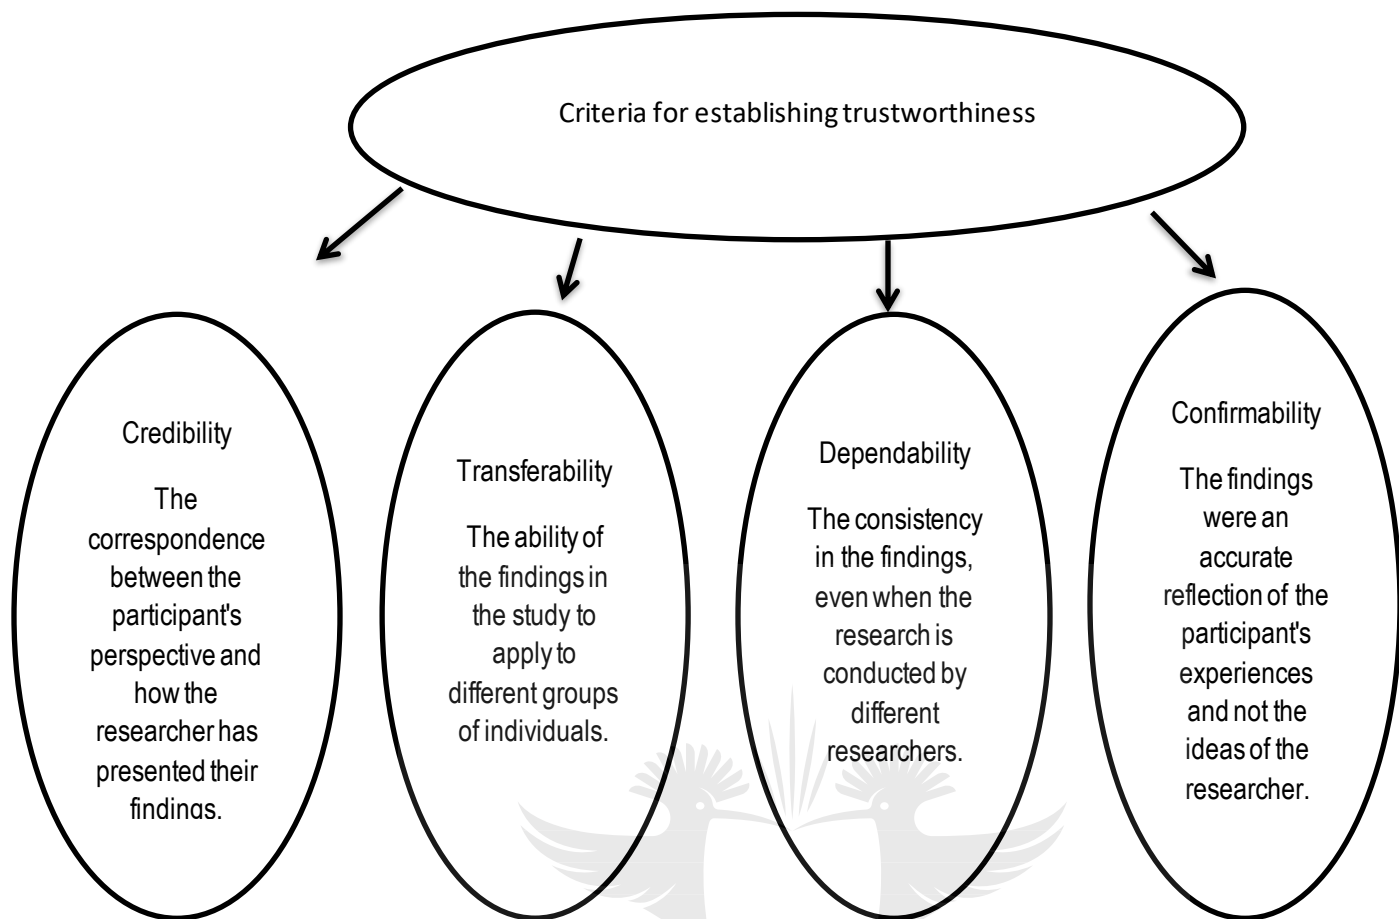 Criteria for establishing trustworthiness
Credibility
The
correspondence
between the
participant's
perspective and
how the
researcher has
presented their
findings.
Transferability
The ability of
the findings in
the study to
apply to
different groups
of individuals.
Dependability
The consistency
in the findings,
even when the
research is
conducted by
different
researchers.
Confirmability
The findings
were an
accurate
reflection of the
participant's
experiences
and not the
ideas of the
researcher.